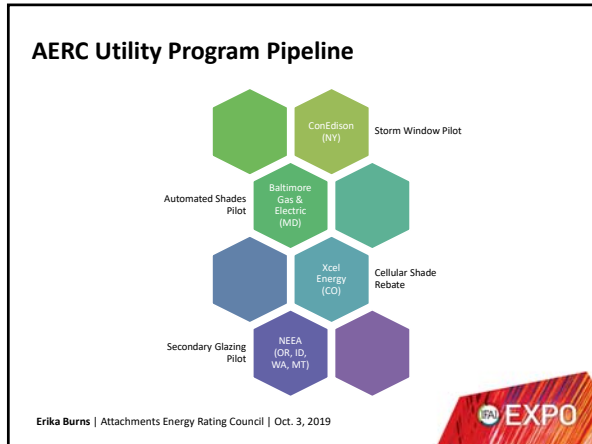 AERC Utility Program Pipeline
ConEdison
(NY)
Storm Window Pilot
Automated Shades
Pilot
Baltimore
Gas &
Electric
(MD)
Xcel
Energy
(CO)
Cellular Shade
Rebate
Secondary Glazing
Pilot
NEEA
(OR, ID,
WA, MT)
Erika Burns | Attachments Energy Rating Council | Oct. 3, 2019
IFAI EXPO